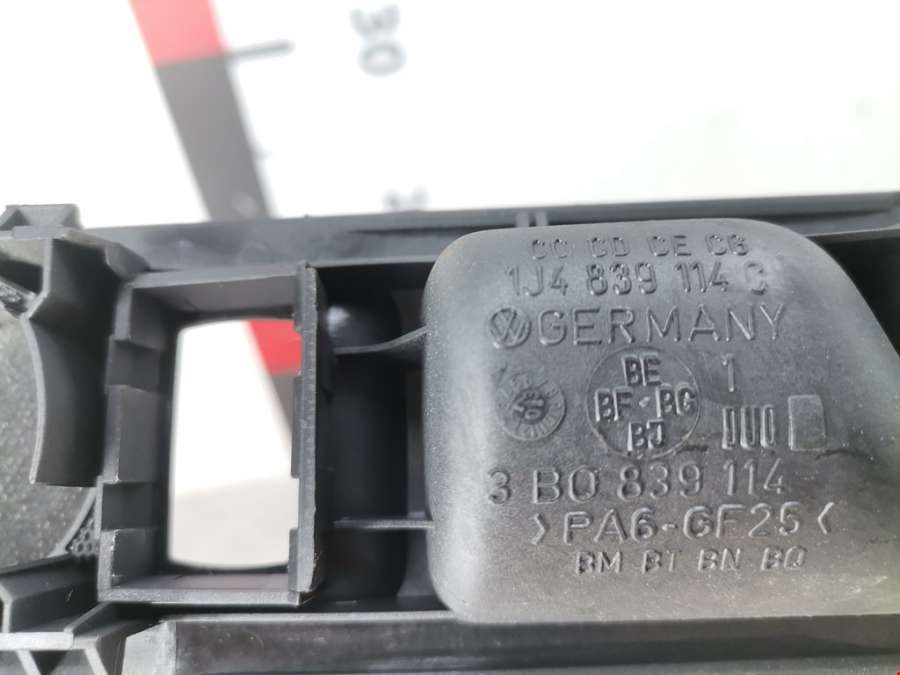 30
CC CD CE CG
1J4 839 114 C
GERMANY
BE
BF BG
BJ
1
3 B0 839 114
>PA6-GF25<
BM BT BN BQ